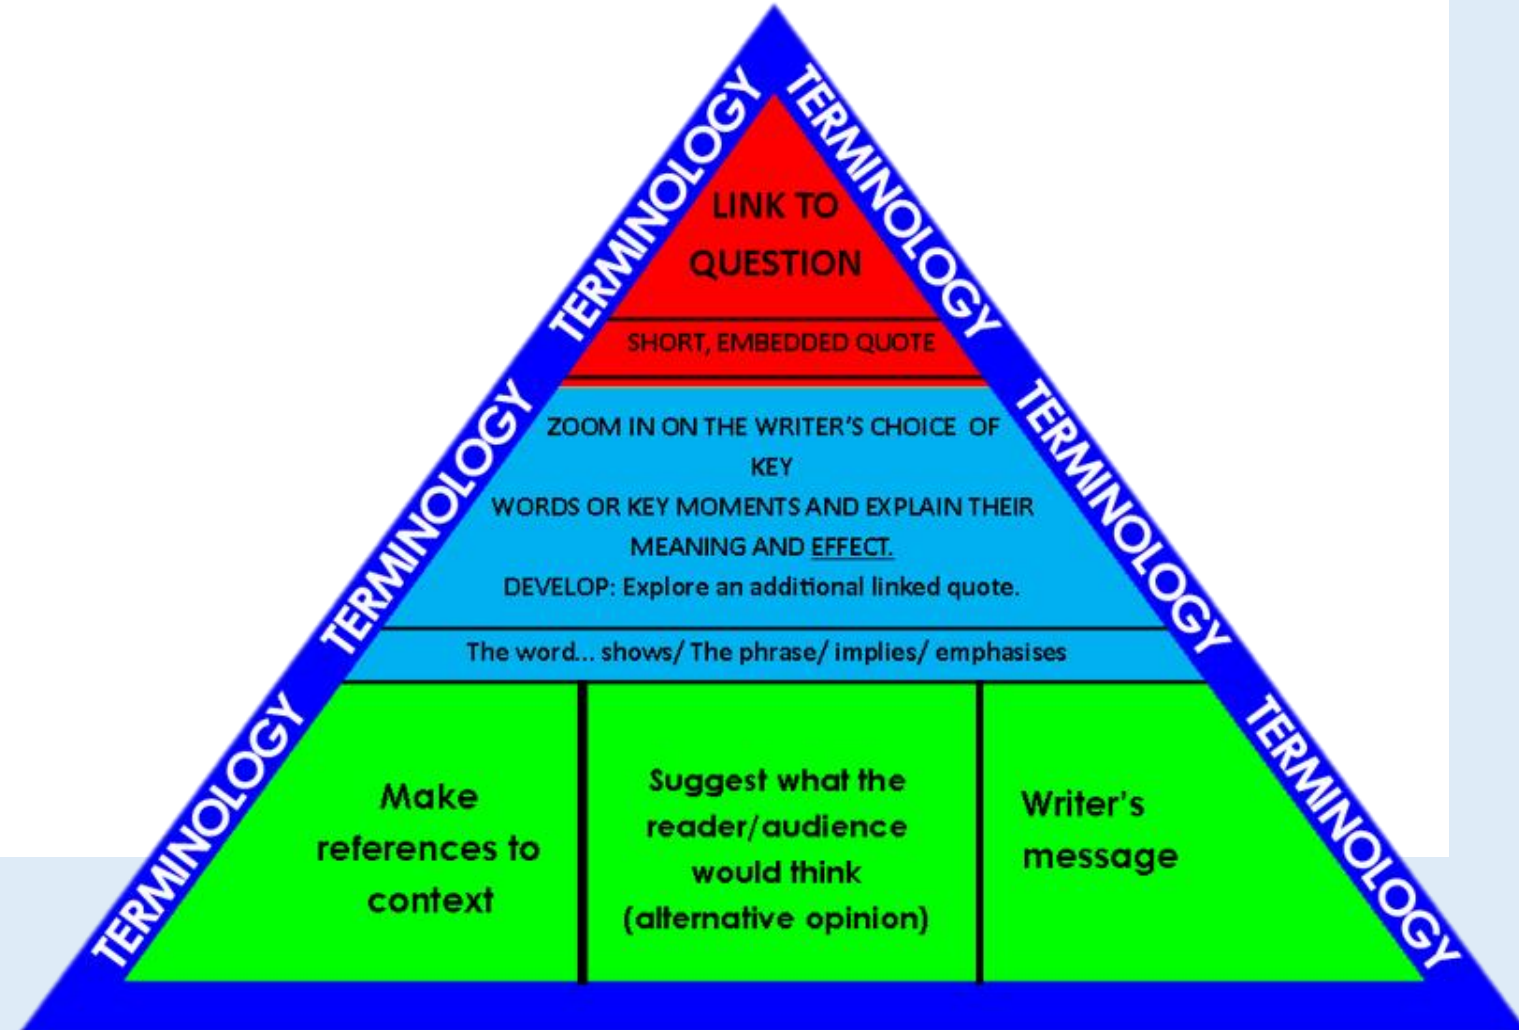 TERMINOLOGY
TERMINOLOGY
LINK TO
QUESTION
SHORT, EMBEDDED QUOTE
TERMINOLOGY
TERMINOLOGY
ZOOM IN ON THE WRITER'S CHOICE OF
KEY
WORDS OR KEY MOMENTS AND EXPLAIN THEIR
MEANING AND EFFECT.
DEVELOP: Explore an additional linked quote.
The word... shows/ The phrase/ implies/ emphasises
TERMINOLOGY
TERMINOLOGY
Make
references to
context
Suggest what the
reader/audience
would think
(alternative opinion)
Writer's
message